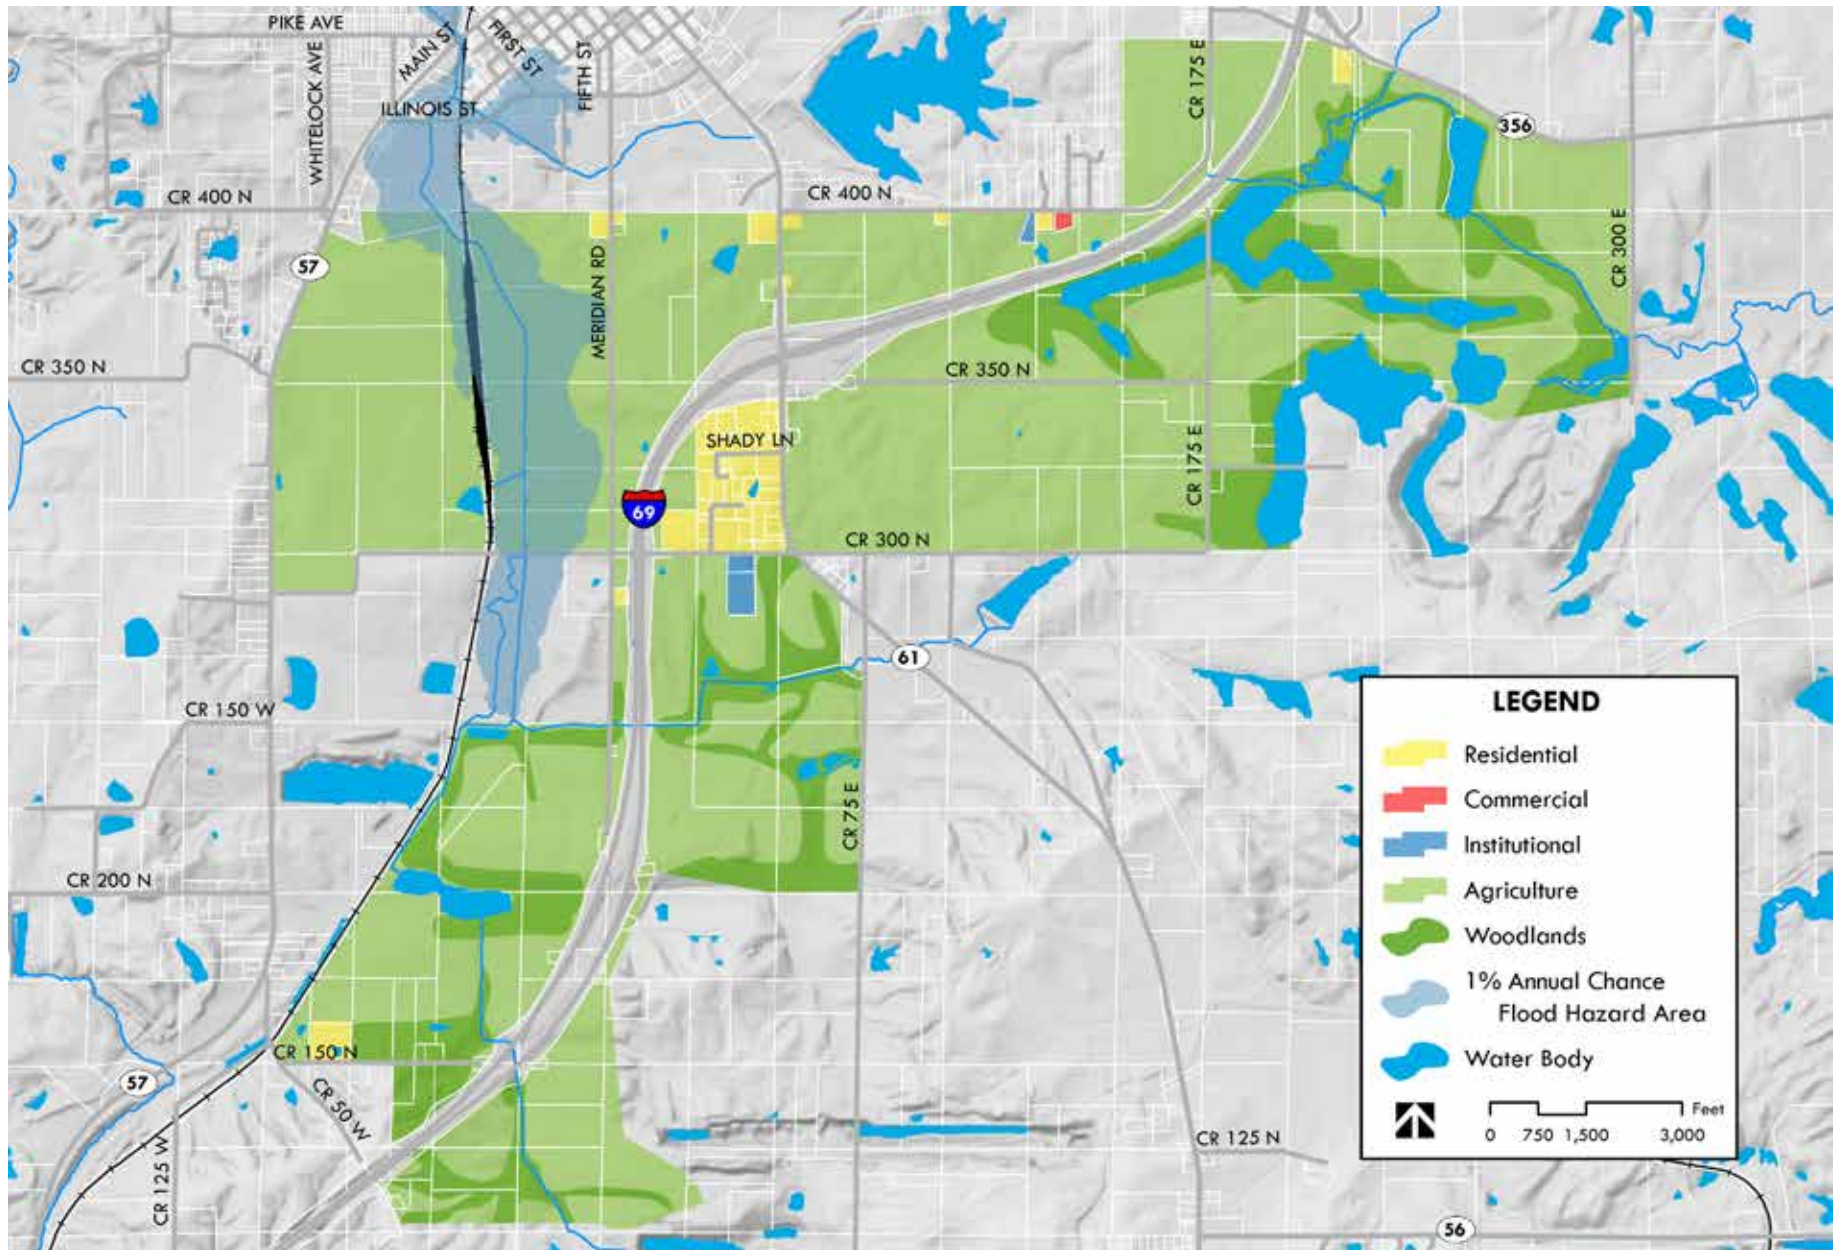 PIKE AVE
MAIN ST
FIRST ST
FIFTH ST
WHITELOCK AVE
ILLINOIS ST
CR 175 E
356
CR 400 N
CR 400 N
57
MERIDIAN RD
CR 300 E
CR 350 N
CR 350 N
SHADY LN
CR 175 E
69
CR 300 N
61
CR 150 W
CR 75 E
CR 200 N
CR 150 N
57
CR 50 W
CR 125 W
CR 125 N
56
LEGEND
Residential
Commercial
Institutional
Agriculture
Woodlands
1% Annual Chance
Flood Hazard Area
Water Body
Feet
0 750 1,500 3,000